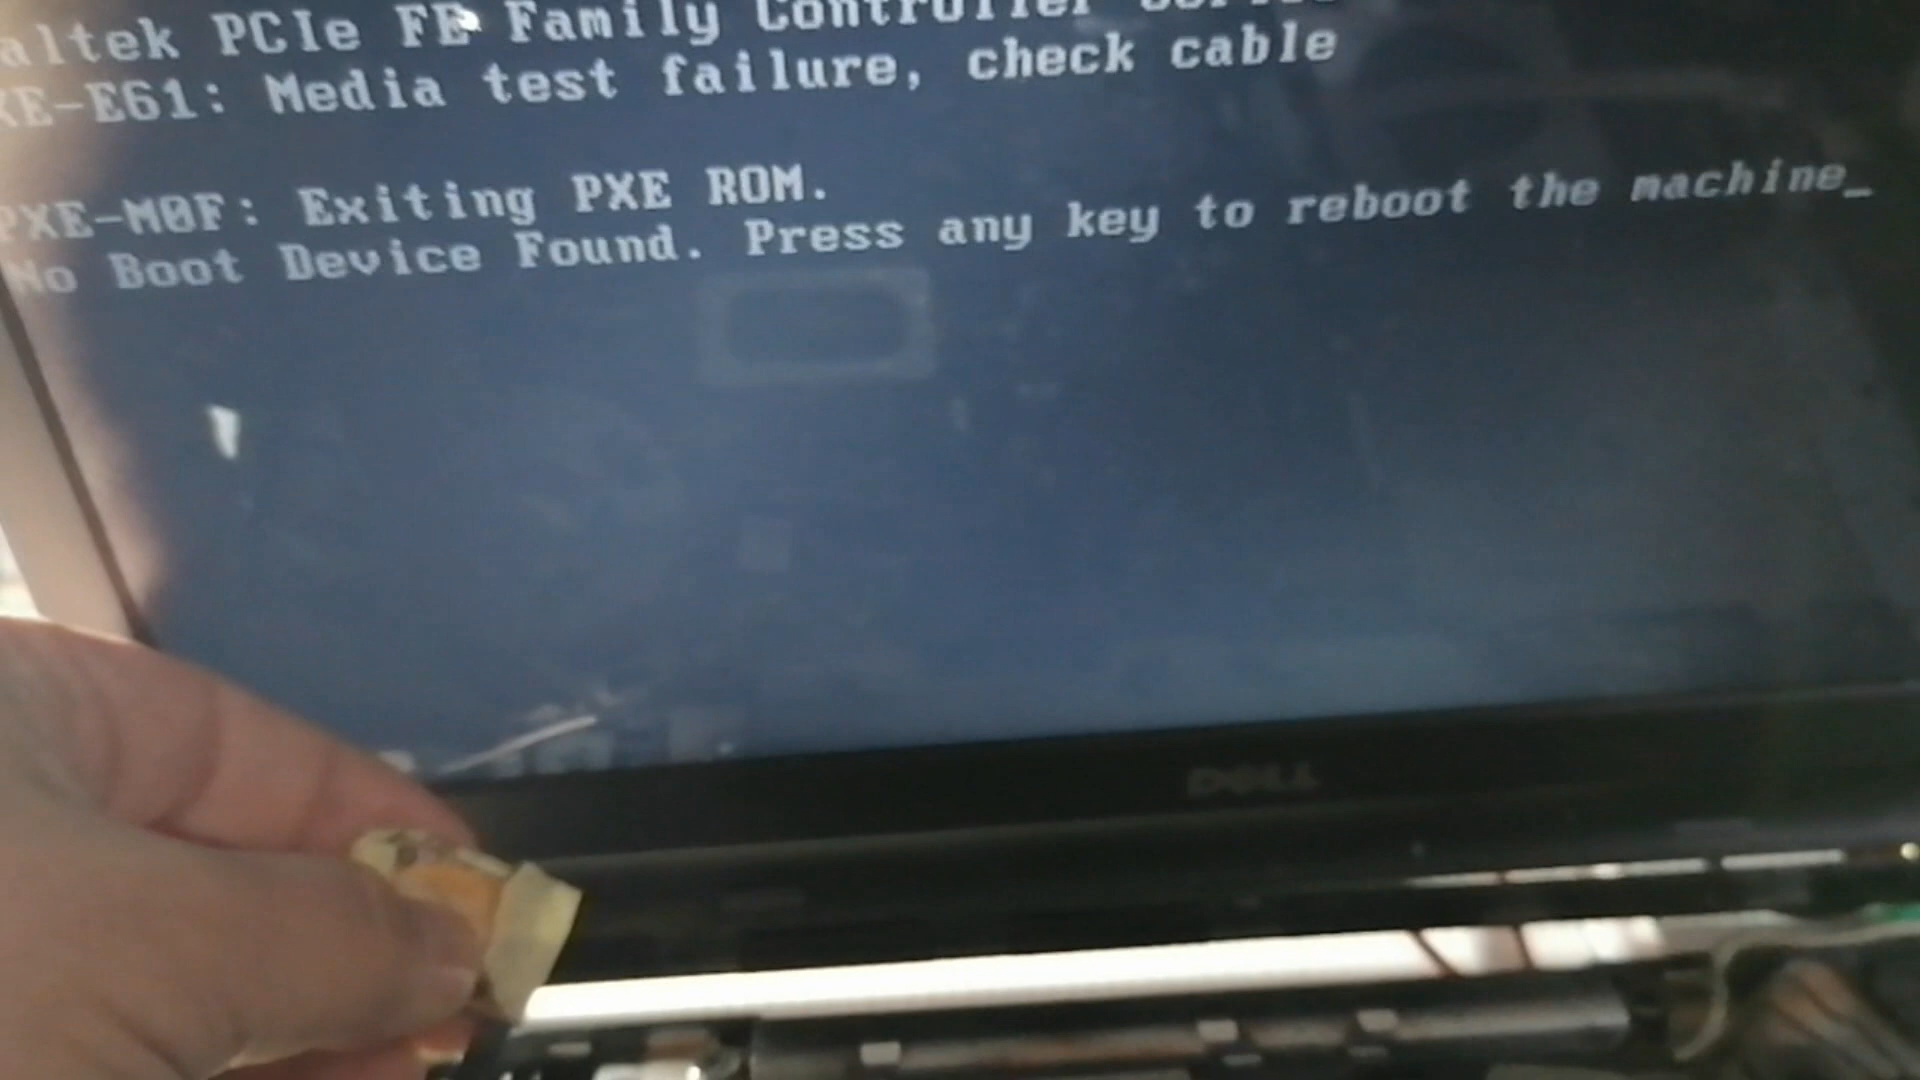 altek PCIe FE Family Controller
XE-E61: Media test failure, check cable
PXE-M0F: Exiting PXE ROM.
No Boot Device Found. Press any key to reboot the machine_
DELL